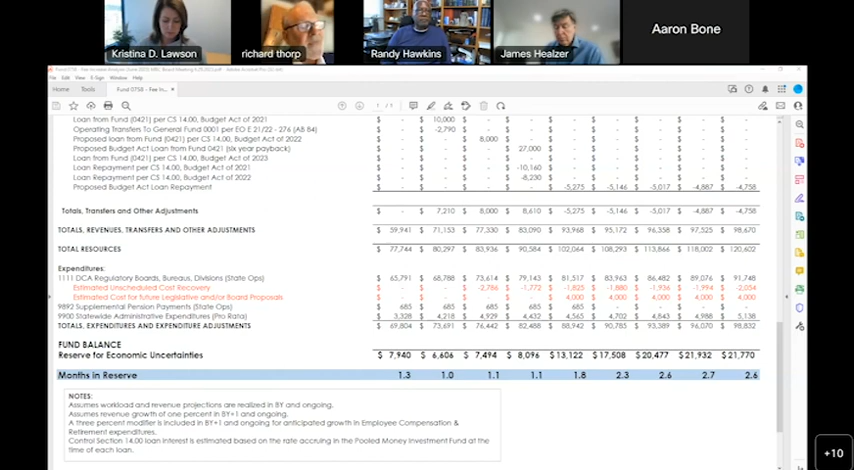 Kristina D. Lawson
richard thorp
Randy Hawkins
James Healzer
Aaron Bone
File Edit View E-Sign Window Help
Home Tools Fund 0758 - Fee In...
Loan from Fund (0421) per CS 14.00, Budget Act of 2021 $ - $ 10,000 $ - $ - $ - $ - $ - $ - $ -
Operating Transfers To General Fund 0001 per EO E 21/22 - 276 (AB 84) $ - $ -2,790 $ - $ - $ - $ - $ - $ - $ -
Proposed loan from Fund (0421) per CS 14.00, Budget Act of 2022 $ - $ - $ 8,000 $ - $ - $ - $ - $ - $ -
Proposed Budget Act Loan from Fund 0421 (six year payback) $ - $ - $ - $ 27,000 $ - $ - $ - $ - $ -
Loan from Fund (0421) per CS 14.00, Budget Act of 2023 $ - $ - $ - $ - $ - $ - $ - $ - $ -
Loan Repayment per CS 14.00, Budget Act of 2021 $ - $ - $ - $ -10,160 $ - $ - $ - $ - $ -
Loan Repayment per CS 14.00, Budget Act of 2022 $ - $ - $ - $ -8,230 $ - $ - $ - $ - $ -
Proposed Budget Act Loan Repayment $ - $ - $ - $ - $ -5,275 $ -5,146 $ -5,017 $ -4,887 $ -4,758
Totals, Transfers and Other Adjustments $ - $ 7,210 $ 8,000 $ 8,610 $ -5,275 $ -5,146 $ -5,017 $ -4,887 $ -4,758
TOTALS, REVENUES, TRANSFERS AND OTHER ADJUSTMENTS $ 59,941 $ 71,153 $ 77,330 $ 83,090 $ 93,968 $ 95,172 $ 96,358 $ 97,525 $ 98,670
TOTAL RESOURCES $ 77,744 $ 80,297 $ 83,936 $ 90,584 $ 102,064 $ 108,293 $ 113,866 $ 118,002 $ 120,602
Expenditures:
1111 DCA Regulatory Boards, Bureaus, Divisions (State Ops) $ 65,791 $ 68,788 $ 73,614 $ 79,143 $ 81,517 $ 83,963 $ 86,482 $ 89,076 $ 91,748
Estimated Unscheduled Cost Recovery $ - $ - $ -2,786 $ -1,772 $ -1,825 $ -1,880 $ -1,936 $ -1,994 $ -2,054
Estimated Cost for future Legislative and/or Board Proposals $ - $ - $ - $ - $ 4,000 $ 4,000 $ 4,000 $ 4,000 $ 4,000
9892 Supplemental Pension Payments (State Ops) $ 685 $ 685 $ 685 $ 685 $ 685 $ - $ - $ - $ -
9900 Statewide Administrative Expenditures (Pro Rata) $ 3,328 $ 4,218 $ 4,929 $ 4,432 $ 4,565 $ 4,702 $ 4,843 $ 4,988 $ 5,138
TOTALS, EXPENDITURES AND EXPENDITURE ADJUSTMENTS $ 69,804 $ 73,691 $ 76,442 $ 82,488 $ 88,942 $ 90,785 $ 93,389 $ 96,070 $ 98,832
FUND BALANCE
Reserve for Economic Uncertainties $ 7,940 $ 6,606 $ 7,494 $ 8,096 $13,122 $17,508 $20,477 $21,932 $21,770
Months in Reserve 1.3 1.0 1.1 1.1 1.8 2.3 2.6 2.7 2.6
NOTES:
Assumes workload and revenue projections are realized in BY and ongoing.
Assumes revenue growth of one percent in BY+1 and ongoing.
A three percent modifier is included in BY+1 and ongoing for anticipated growth in Employee Compensation &
Retirement expenditures.
Control Section 14.00 loan interest is estimated based on the rate accruing in the Pooled Money Investment Fund at the
time of each loan.
+10